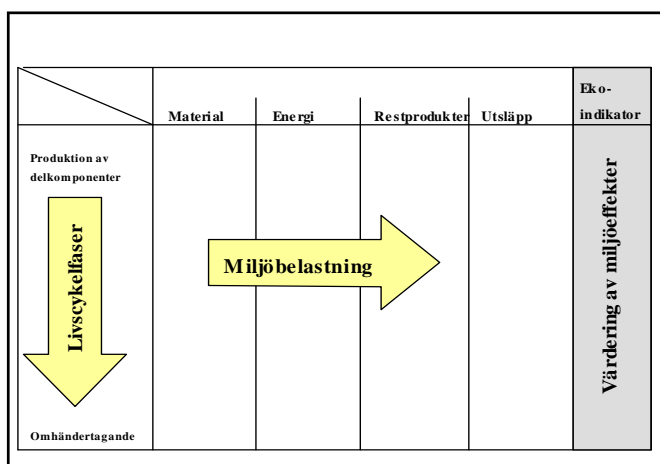 Eko-
indikator
Material
Energi
Restprodukter
Utsläpp
Produktion av
delkomponenter
Livscykelfaser
Miljöbelastning
Värdering av miljöeffekter
Omhändertagande